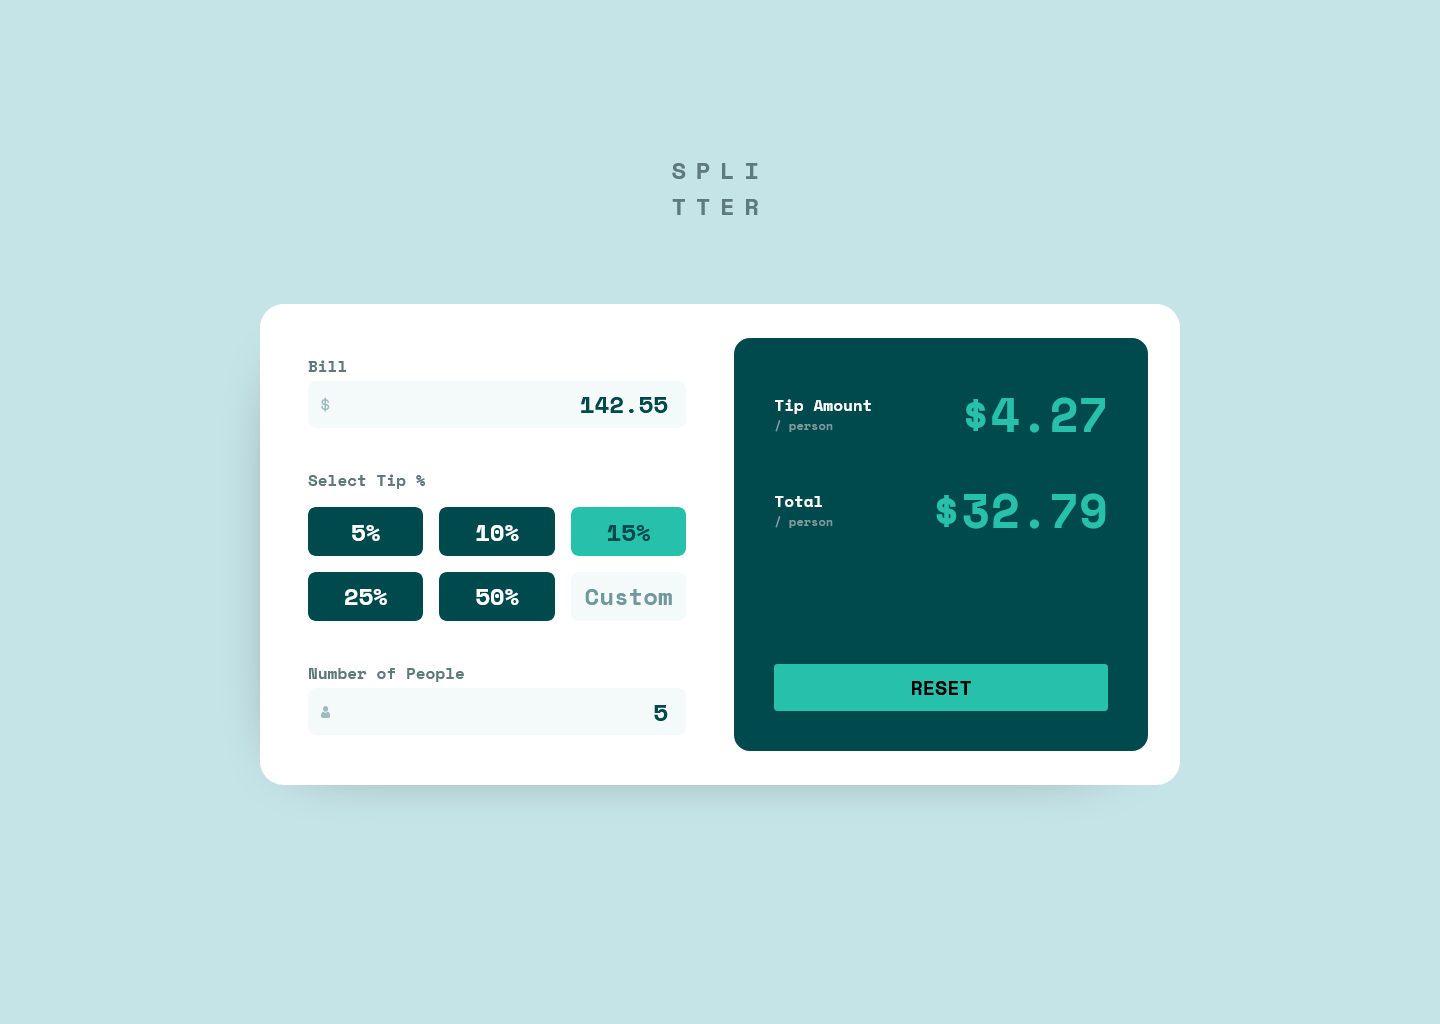 SPLI
TTER
Bill
$ 142.55
Select Tip %
5% 10% 15%
25% 50% Custom
Number of People
5
Tip Amount
/ person
$4.27
Total
/ person
$32.79
RESET